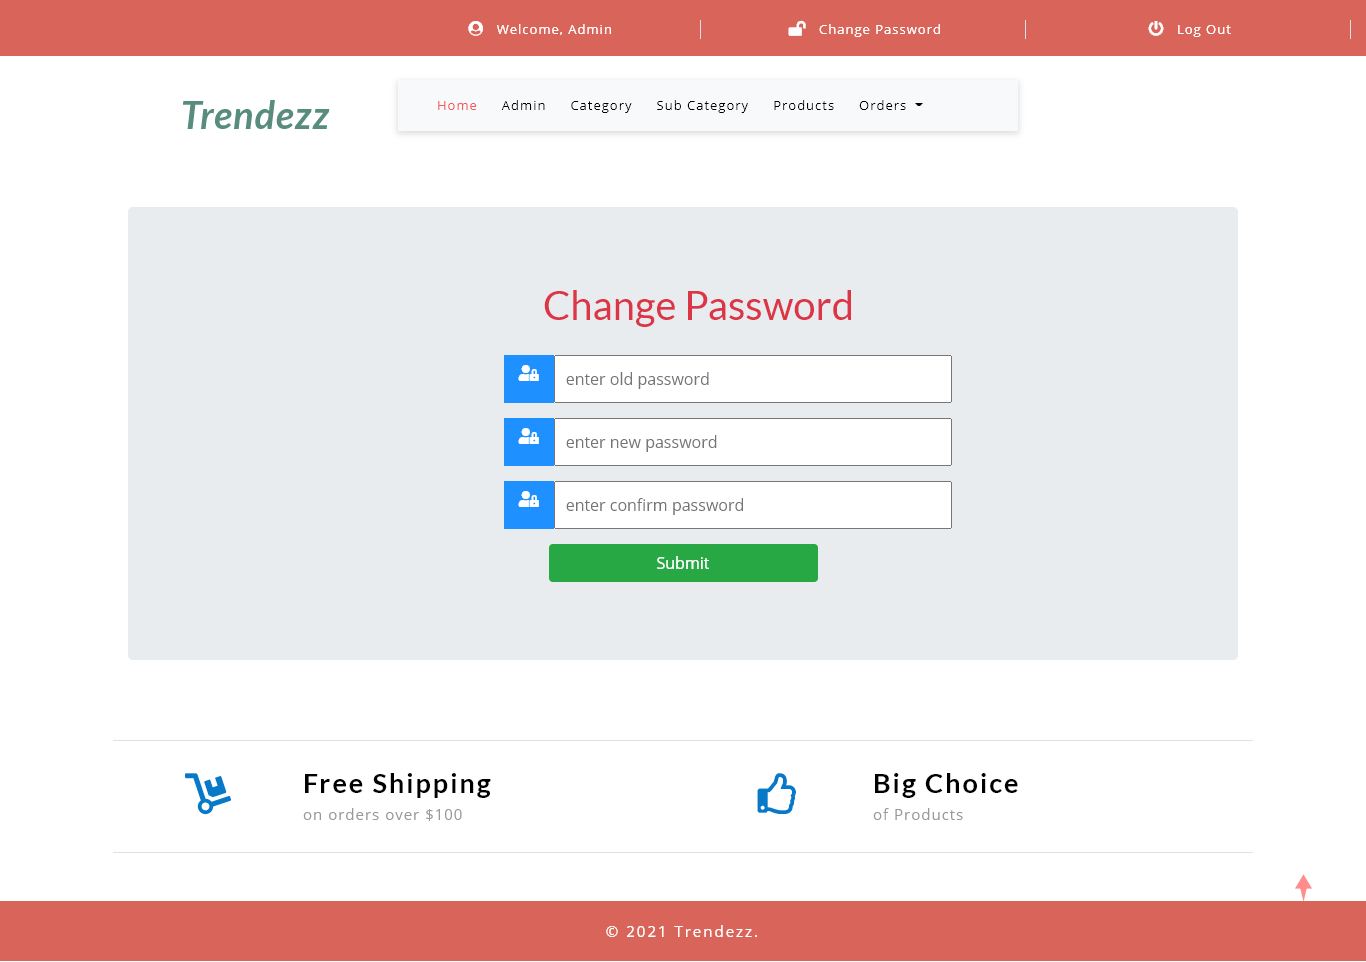 Welcome, Admin
Change Password
Log Out
Trendezz
Home Admin Category Sub Category Products Orders
Change Password
enter old password
enter new password
enter confirm password
Submit
Free Shipping
on orders over $100
Big Choice
of Products
© 2021 Trendezz.